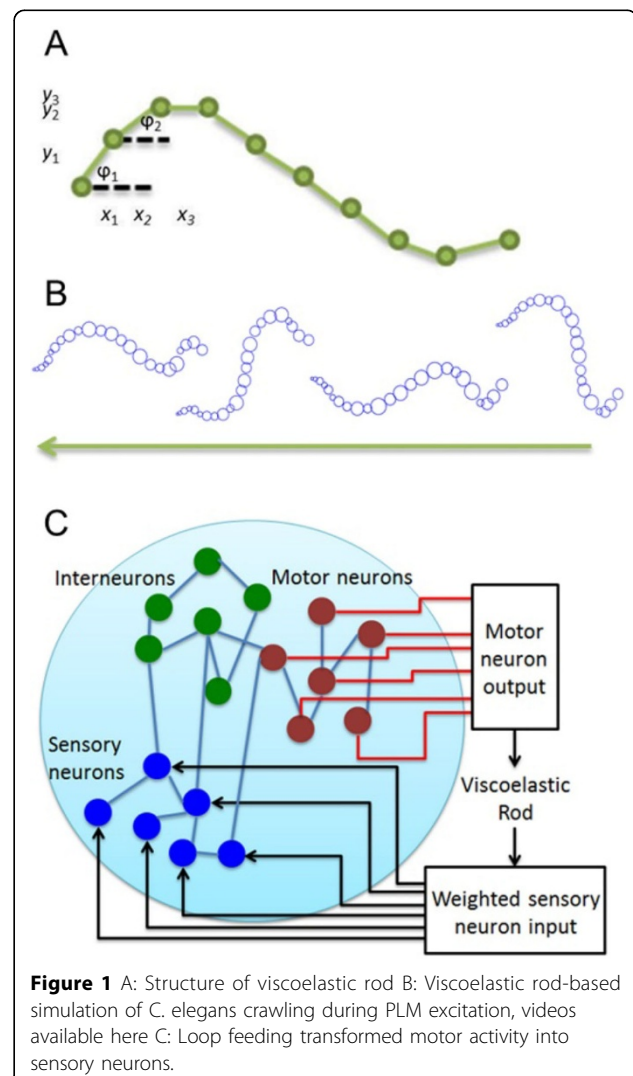 A
y3
y2
φ2
y1
φ1
x1 x2 x3
B
C
Interneurons
Motor neurons
Motor
neuron
output
Sensory
neurons
Viscoelastic
Rod
Weighted sensory
neuron input
Figure 1 A: Structure of viscoelastic rod B: Viscoelastic rod-based
simulation of C. elegans crawling during PLM excitation, videos
available here C: Loop feeding transformed motor activity into
sensory neurons.